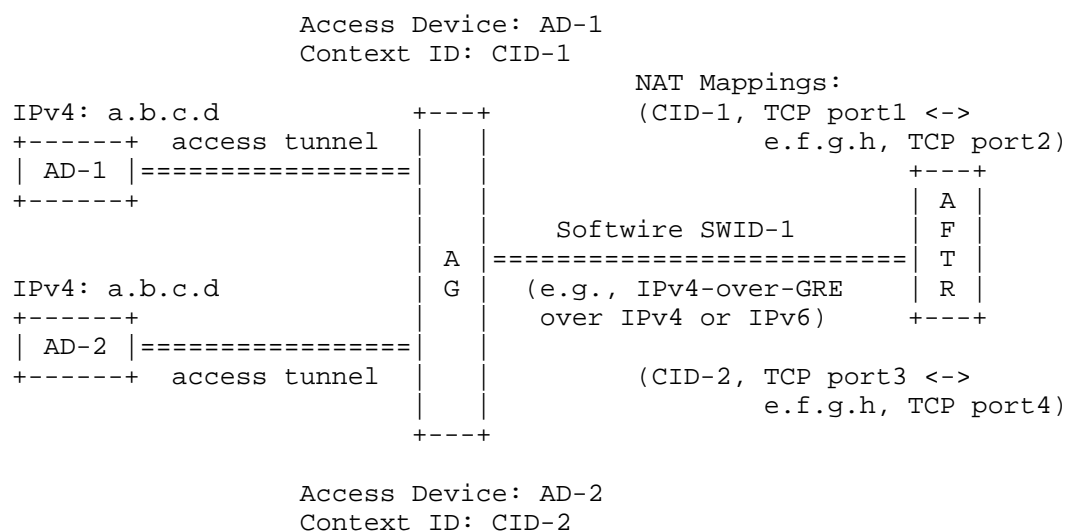 Access Device: AD-1
Context ID: CID-1
NAT Mappings:
IPv4: a.b.c.d +---+ (CID-1, TCP port1 <->
+------+ access tunnel | | e.f.g.h, TCP port2)
| AD-1 |=================| | +---+
+------+ | | | A |
| | Softwire SWID-1 | F |
| A |==========================| T |
IPv4: a.b.c.d | G | (e.g., IPv4-over-GRE | R |
+------+ | | over IPv4 or IPv6) +---+
| AD-2 |=================| |
+------+ access tunnel | | (CID-2, TCP port3 <->
| | e.f.g.h, TCP port4)
+---+
Access Device: AD-2
Context ID: CID-2